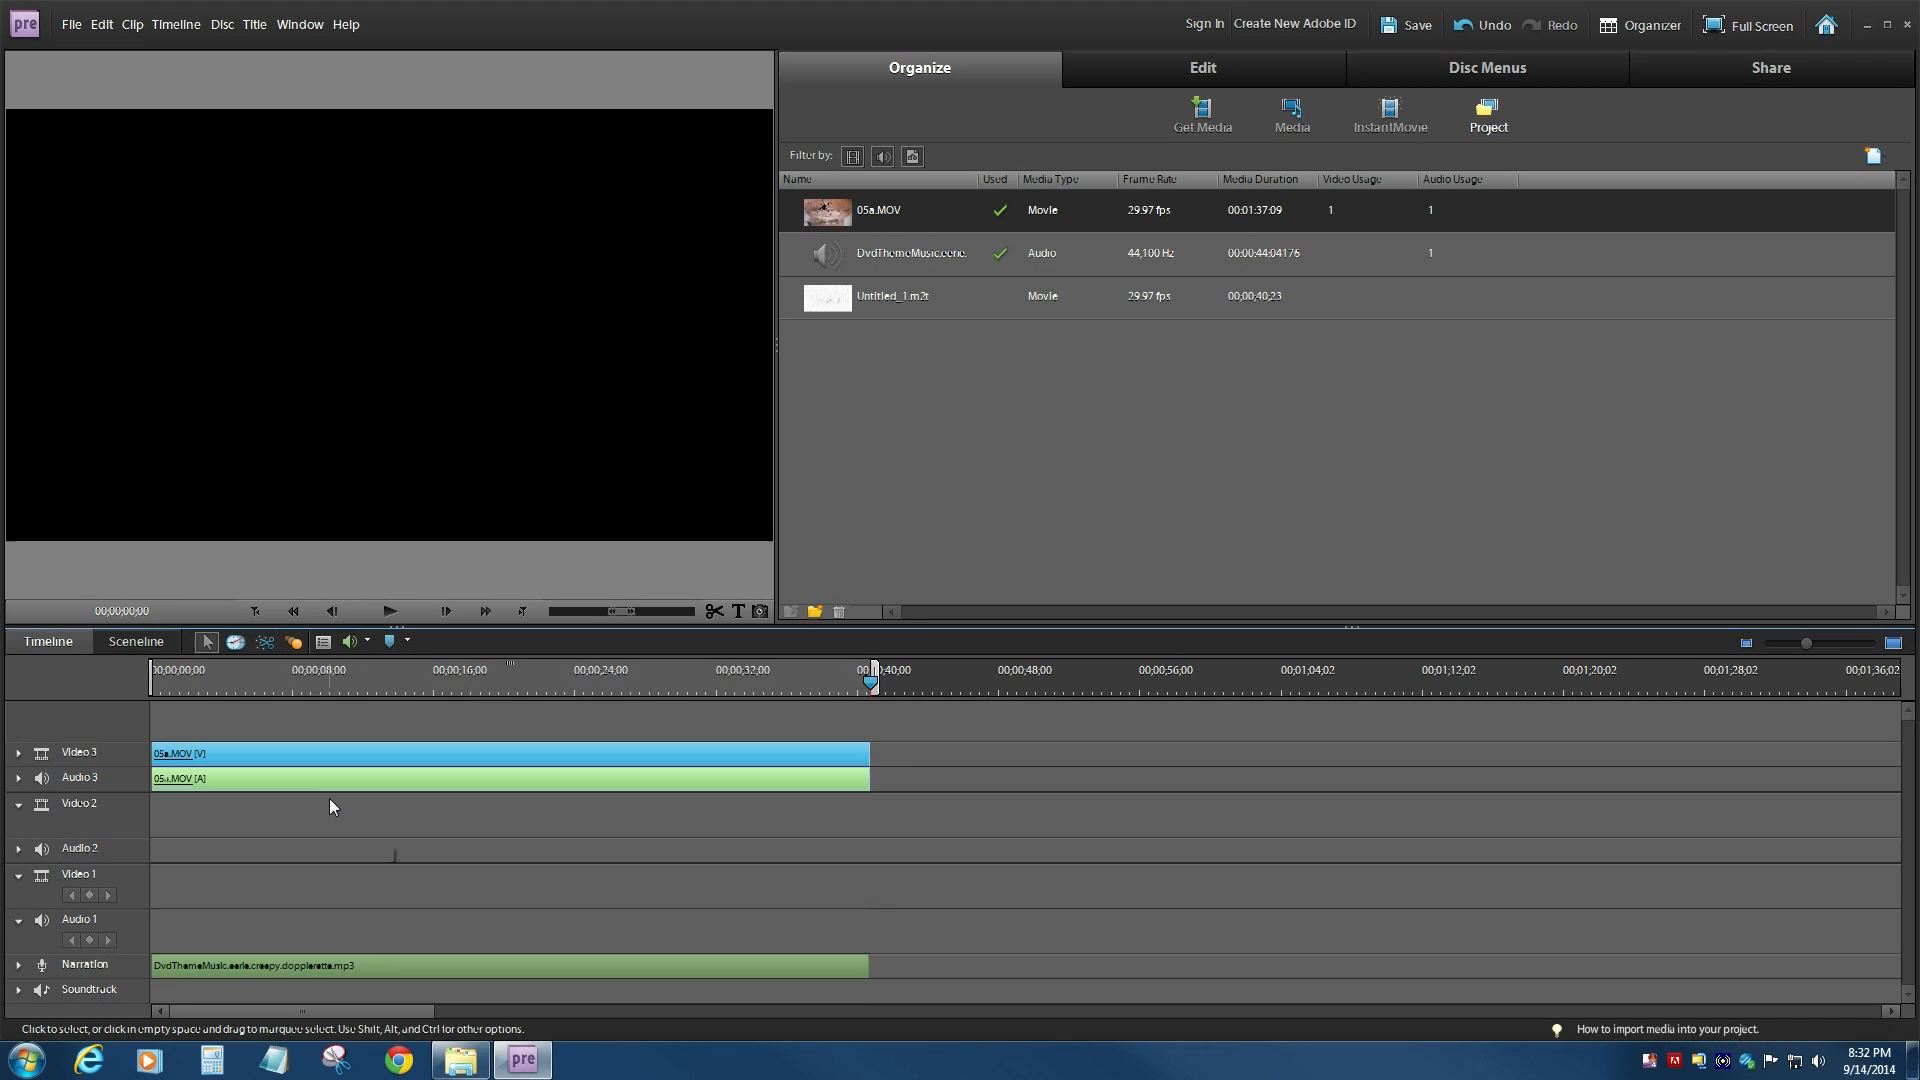 pre File Edit Clip Timeline Disc Title Window Help Sign In Create New Adobe ID Save Undo Redo Organizer Full Screen
Organize Edit Disc Menus Share
Get Media Media InstantMovie Project
Filter by:
Name Used Media Type Frame Rate Media Duration Video Usage Audio Usage
05a.MOV Movie 29.97 fps 00:01:37:09 1 1
DvdThemeMusic.eerie. Audio 44,100 Hz 00:00:44:04176 1
Untitled_1.m2t Movie 29.97 fps 00;00;40;23
00;00;00;00
Timeline Sceneline
00;00;00;00 00;00;08;00 00;00;16;00 00;00;24;00 00;00;32;00 00;00;40;00 00;00;48;00 00;00;56;00 00;01;04;02 00;01;12;02 00;01;20;02 00;01;28;02 00;01;36;02
Video 3 05a.MOV [V]
Audio 3 05a.MOV [A]
Video 2
Audio 2
Video 1
Audio 1
Narration DvdThemeMusic.eerie.creepy.dopplerette.mp3
Soundtrack
Click to select, or click in empty space and drag to marquee select. Use Shift, Alt, and Ctrl for other options. How to import media into your project.
pre 8:32 PM
9/14/2014